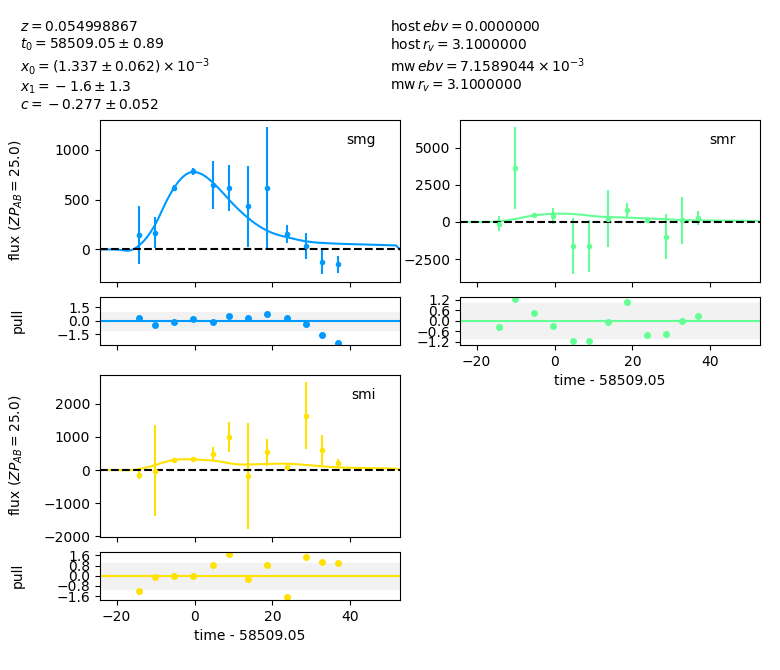 z = 0.054998867
t₀ = 58509.05 ± 0.89
x₀ = (1.337 ± 0.062) × 10⁻³
x₁ = −1.6 ± 1.3
c = −0.277 ± 0.052
host ebv = 0.0000000
host r_v = 3.1000000
mw ebv = 7.1589044 × 10⁻³
mw r_v = 3.1000000
smg
flux (ZP_AB = 25.0)
1000
500
0
pull
1.5
0.0
−1.5
smr
5000
2500
0
−2500
1.2
0.6
0.0
−0.6
−1.2
−20 0 20 40
time - 58509.05
smi
flux (ZP_AB = 25.0)
2000
1000
0
−1000
−2000
pull
1.6
0.8
0.0
−0.8
−1.6
−20 0 20 40
time - 58509.05